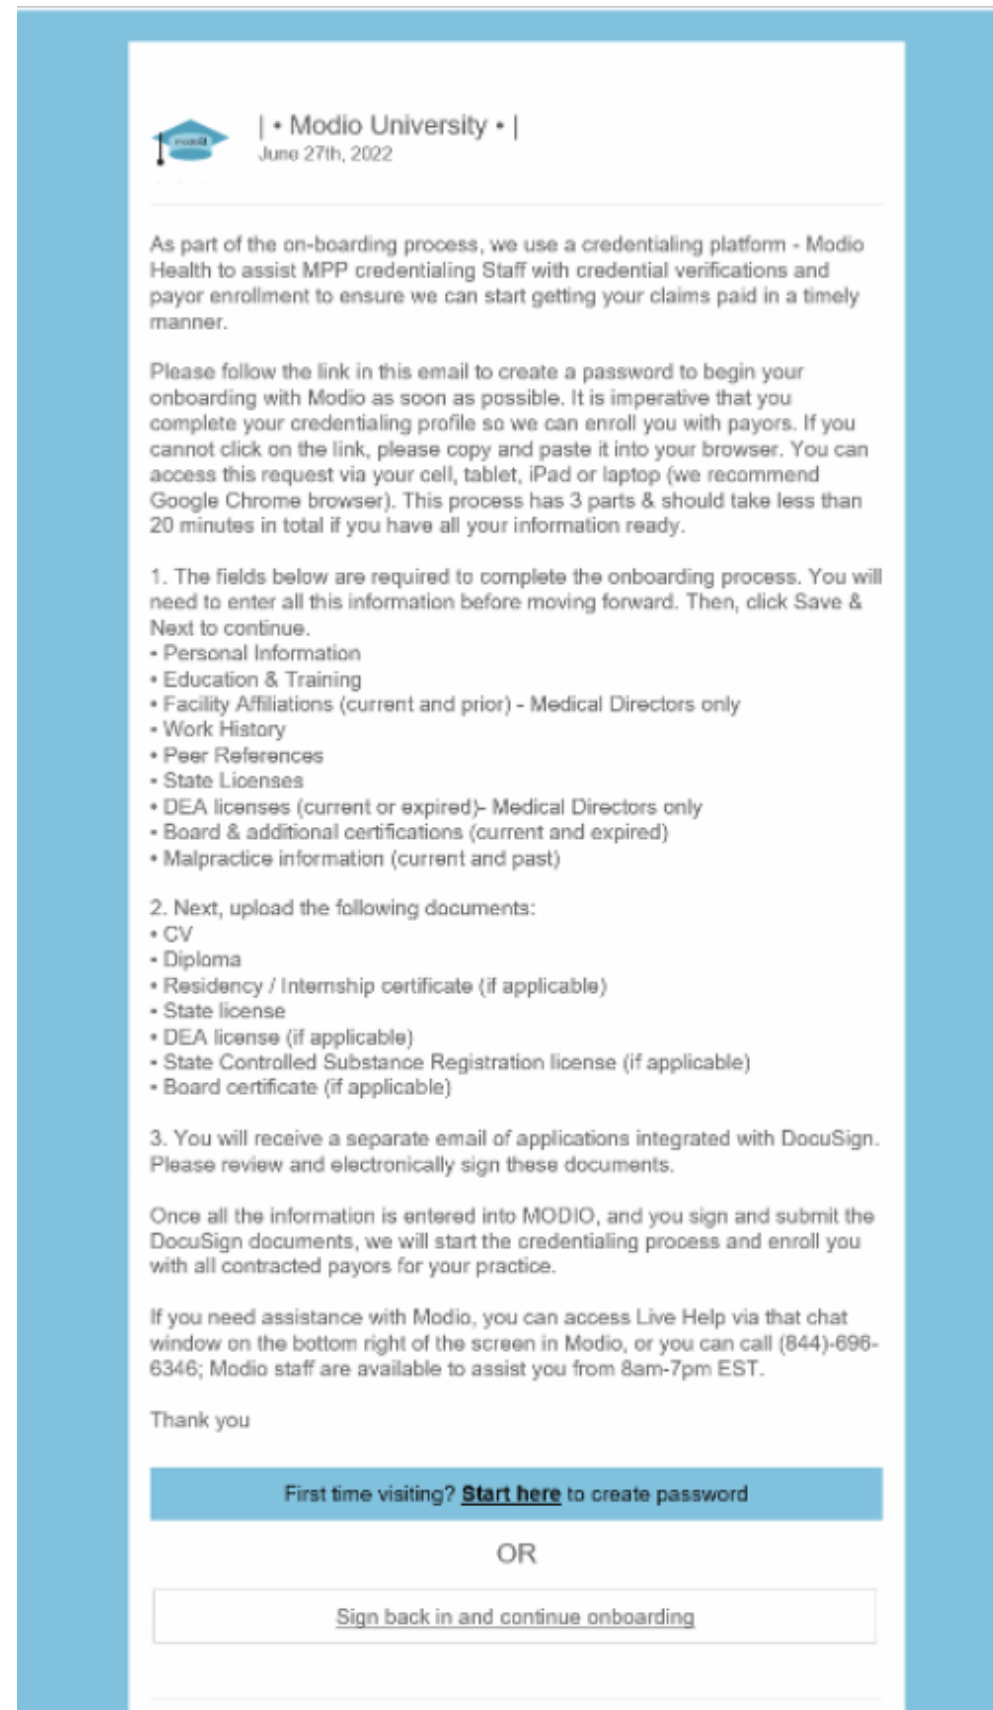 | • Modio University • |
June 27th, 2022
As part of the on-boarding process, we use a credentialing platform - Modio
Health to assist MPP credentialing Staff with credential verifications and
payor enrollment to ensure we can start getting your claims paid in a timely
manner.
Please follow the link in this email to create a password to begin your
onboarding with Modio as soon as possible. It is imperative that you
complete your credentialing profile so we can enroll you with payors. If you
cannot click on the link, please copy and paste it into your browser. You can
access this request via your cell, tablet, iPad or laptop (we recommend
Google Chrome browser). This process has 3 parts & should take less than
20 minutes in total if you have all your information ready.
1. The fields below are required to complete the onboarding process. You will
need to enter all this information before moving forward. Then, click Save &
Next to continue.
• Personal Information
• Education & Training
• Facility Affiliations (current and prior) - Medical Directors only
• Work History
• Peer References
• State Licenses
• DEA licenses (current or expired)- Medical Directors only
• Board & additional certifications (current and expired)
• Malpractice information (current and past)
2. Next, upload the following documents:
• CV
• Diploma
• Residency / Internship certificate (if applicable)
• State license
• DEA license (if applicable)
• State Controlled Substance Registration license (if applicable)
• Board certificate (if applicable)
3. You will receive a separate email of applications integrated with DocuSign.
Please review and electronically sign these documents.
Once all the information is entered into MODIO, and you sign and submit the
DocuSign documents, we will start the credentialing process and enroll you
with all contracted payors for your practice.
If you need assistance with Modio, you can access Live Help via that chat
window on the bottom right of the screen in Modio, or you can call (844)-696-
6346; Modio staff are available to assist you from 8am-7pm EST.
Thank you
First time visiting? Start here to create password
OR
Sign back in and continue onboarding